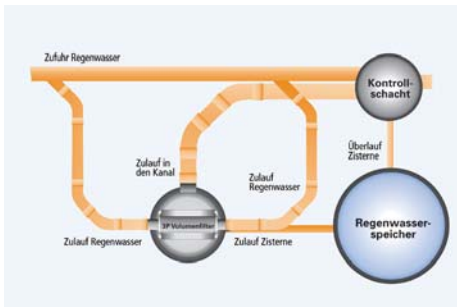 Zufuhr Regenwasser
Kontroll-
schacht
Zulauf in
den Kanal
Zulauf
Regenwasser
Überlauf
Zisterne
3P Volumenfilter
Regenwasser-
speicher
Zulauf Regenwasser
Zulauf Zisterne